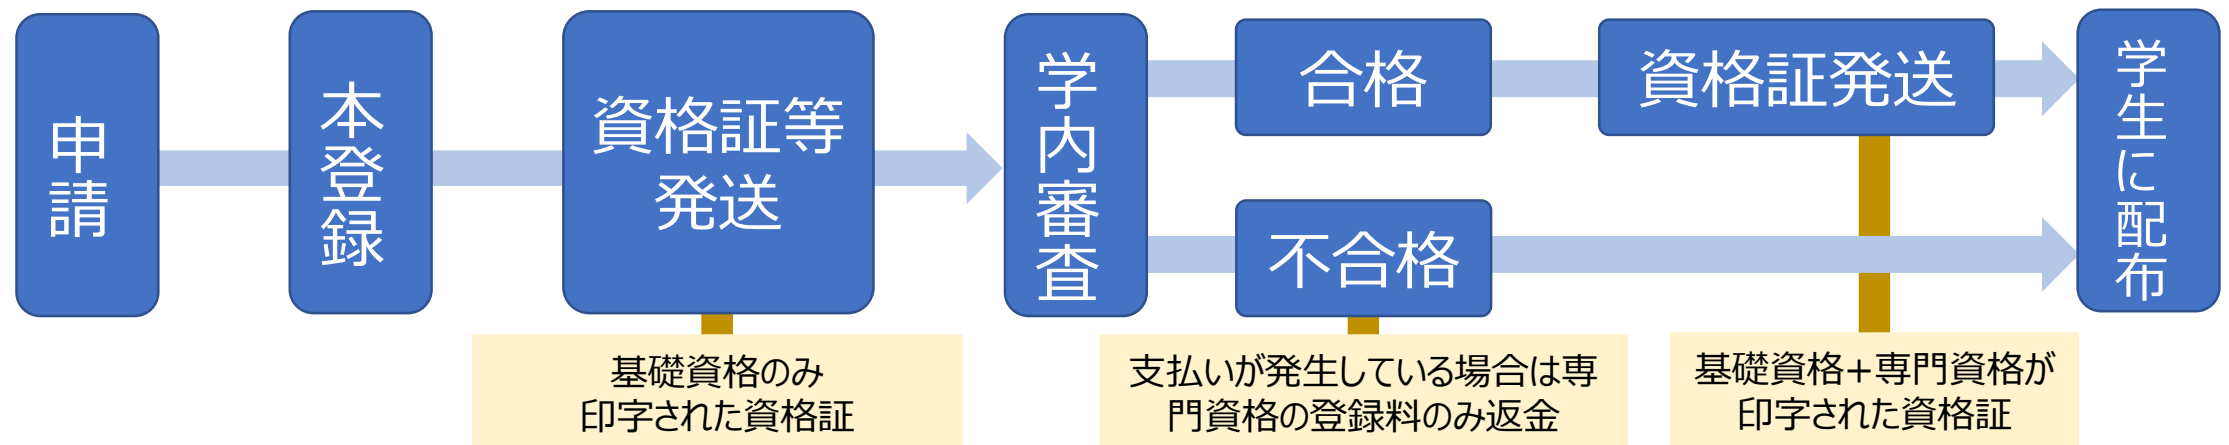 申請
本登録
資格証等
発送
学内審査
合格
資格証発送
不合格
学生に配布
基礎資格のみ
印字された資格証
支払いが発生している場合は専
門資格の登録料のみ返金
基礎資格+専門資格が
印字された資格証